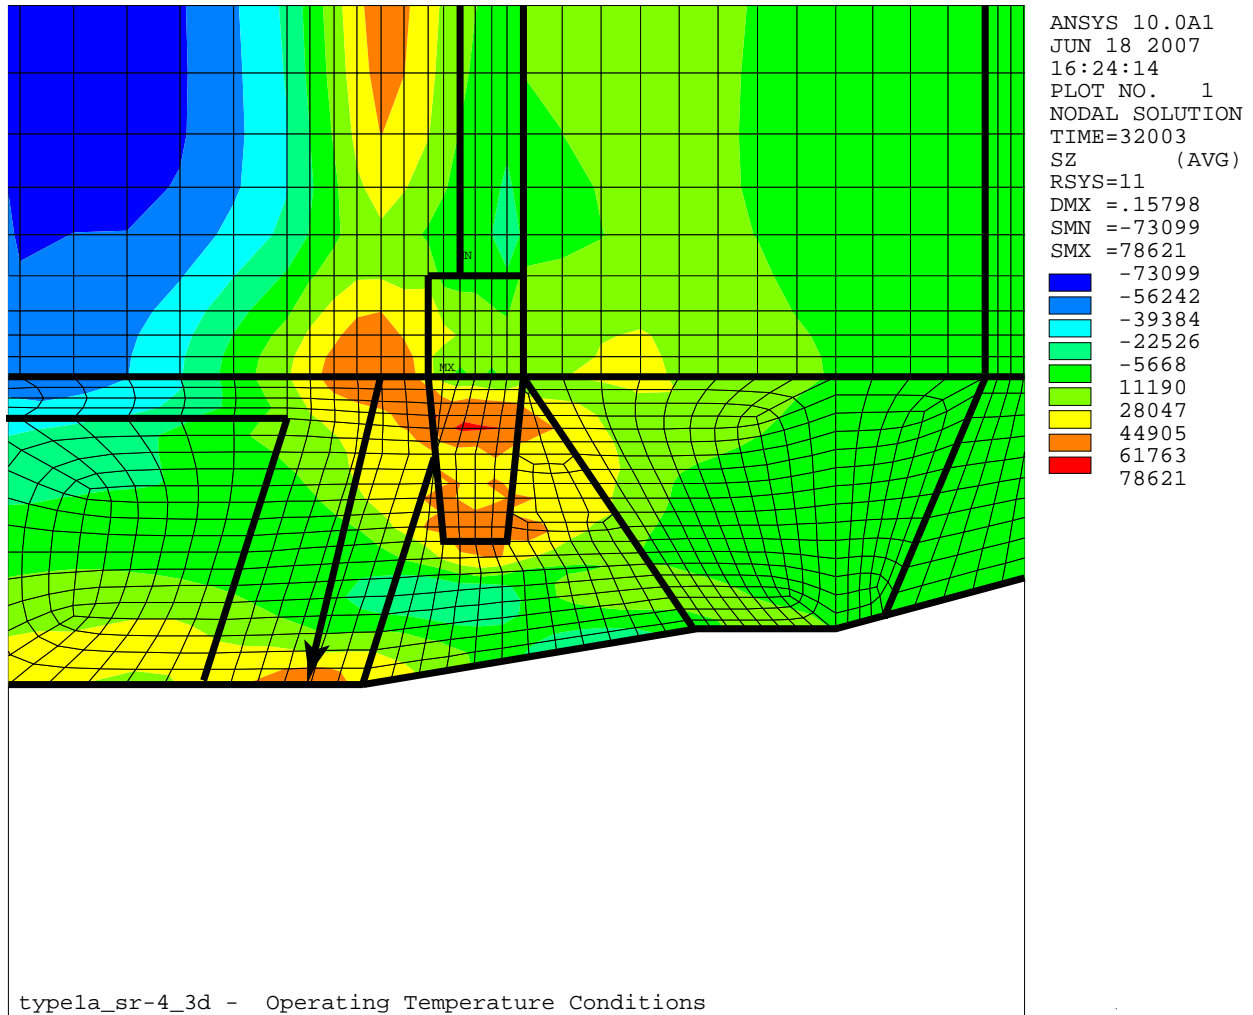 ANSYS 10.0A1
JUN 18 2007
16:24:14
PLOT NO.   1
NODAL SOLUTION
TIME=32003
SZ       (AVG)
RSYS=11
DMX =.15798
SMN =-73099
SMX =78621
-73099
-56242
-39384
-22526
-5668
11190
28047
44905
61763
78621
N
MX
type1a_sr-4_3d -  Operating Temperature Conditions